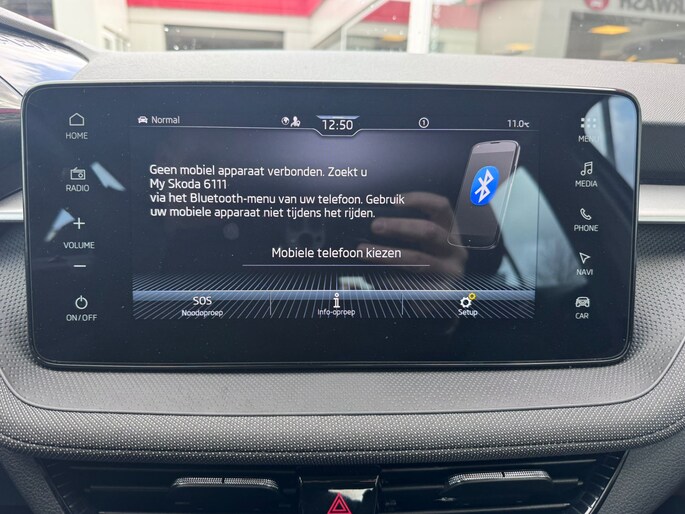 WASH
Normal
12:50
11.0°C
HOME
RADIO
VOLUME
ON/OFF
Geen mobiel apparaat verbonden. Zoekt u
My Skoda 6111
via het Bluetooth-menu van uw telefoon. Gebruik
uw mobiele apparaat niet tijdens het rijden.
Mobiele telefoon kiezen
SOS
Noodoproep
Info-oproep
Setup
MENU
MEDIA
PHONE
NAVI
CAR